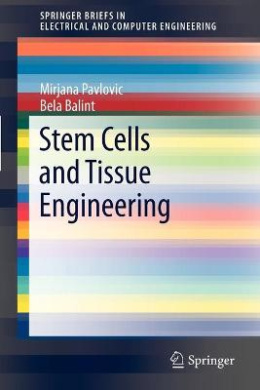 SPRINGER BRIEFS IN
ELECTRICAL AND COMPUTER ENGINEERING
Mirjana Pavlovic
Bela Balint
Stem Cells
and Tissue
Engineering
Springer